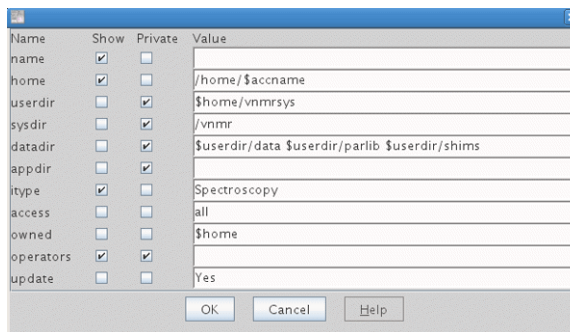 Name Show Private Value
name
home /home/$accname
userdir $home/vnmrsys
sysdir /vnmr
datadir $userdir/data $userdir/parlib $userdir/shims
appdir
itype Spectroscopy
access all
owned $home
operators
update Yes
OK Cancel Help